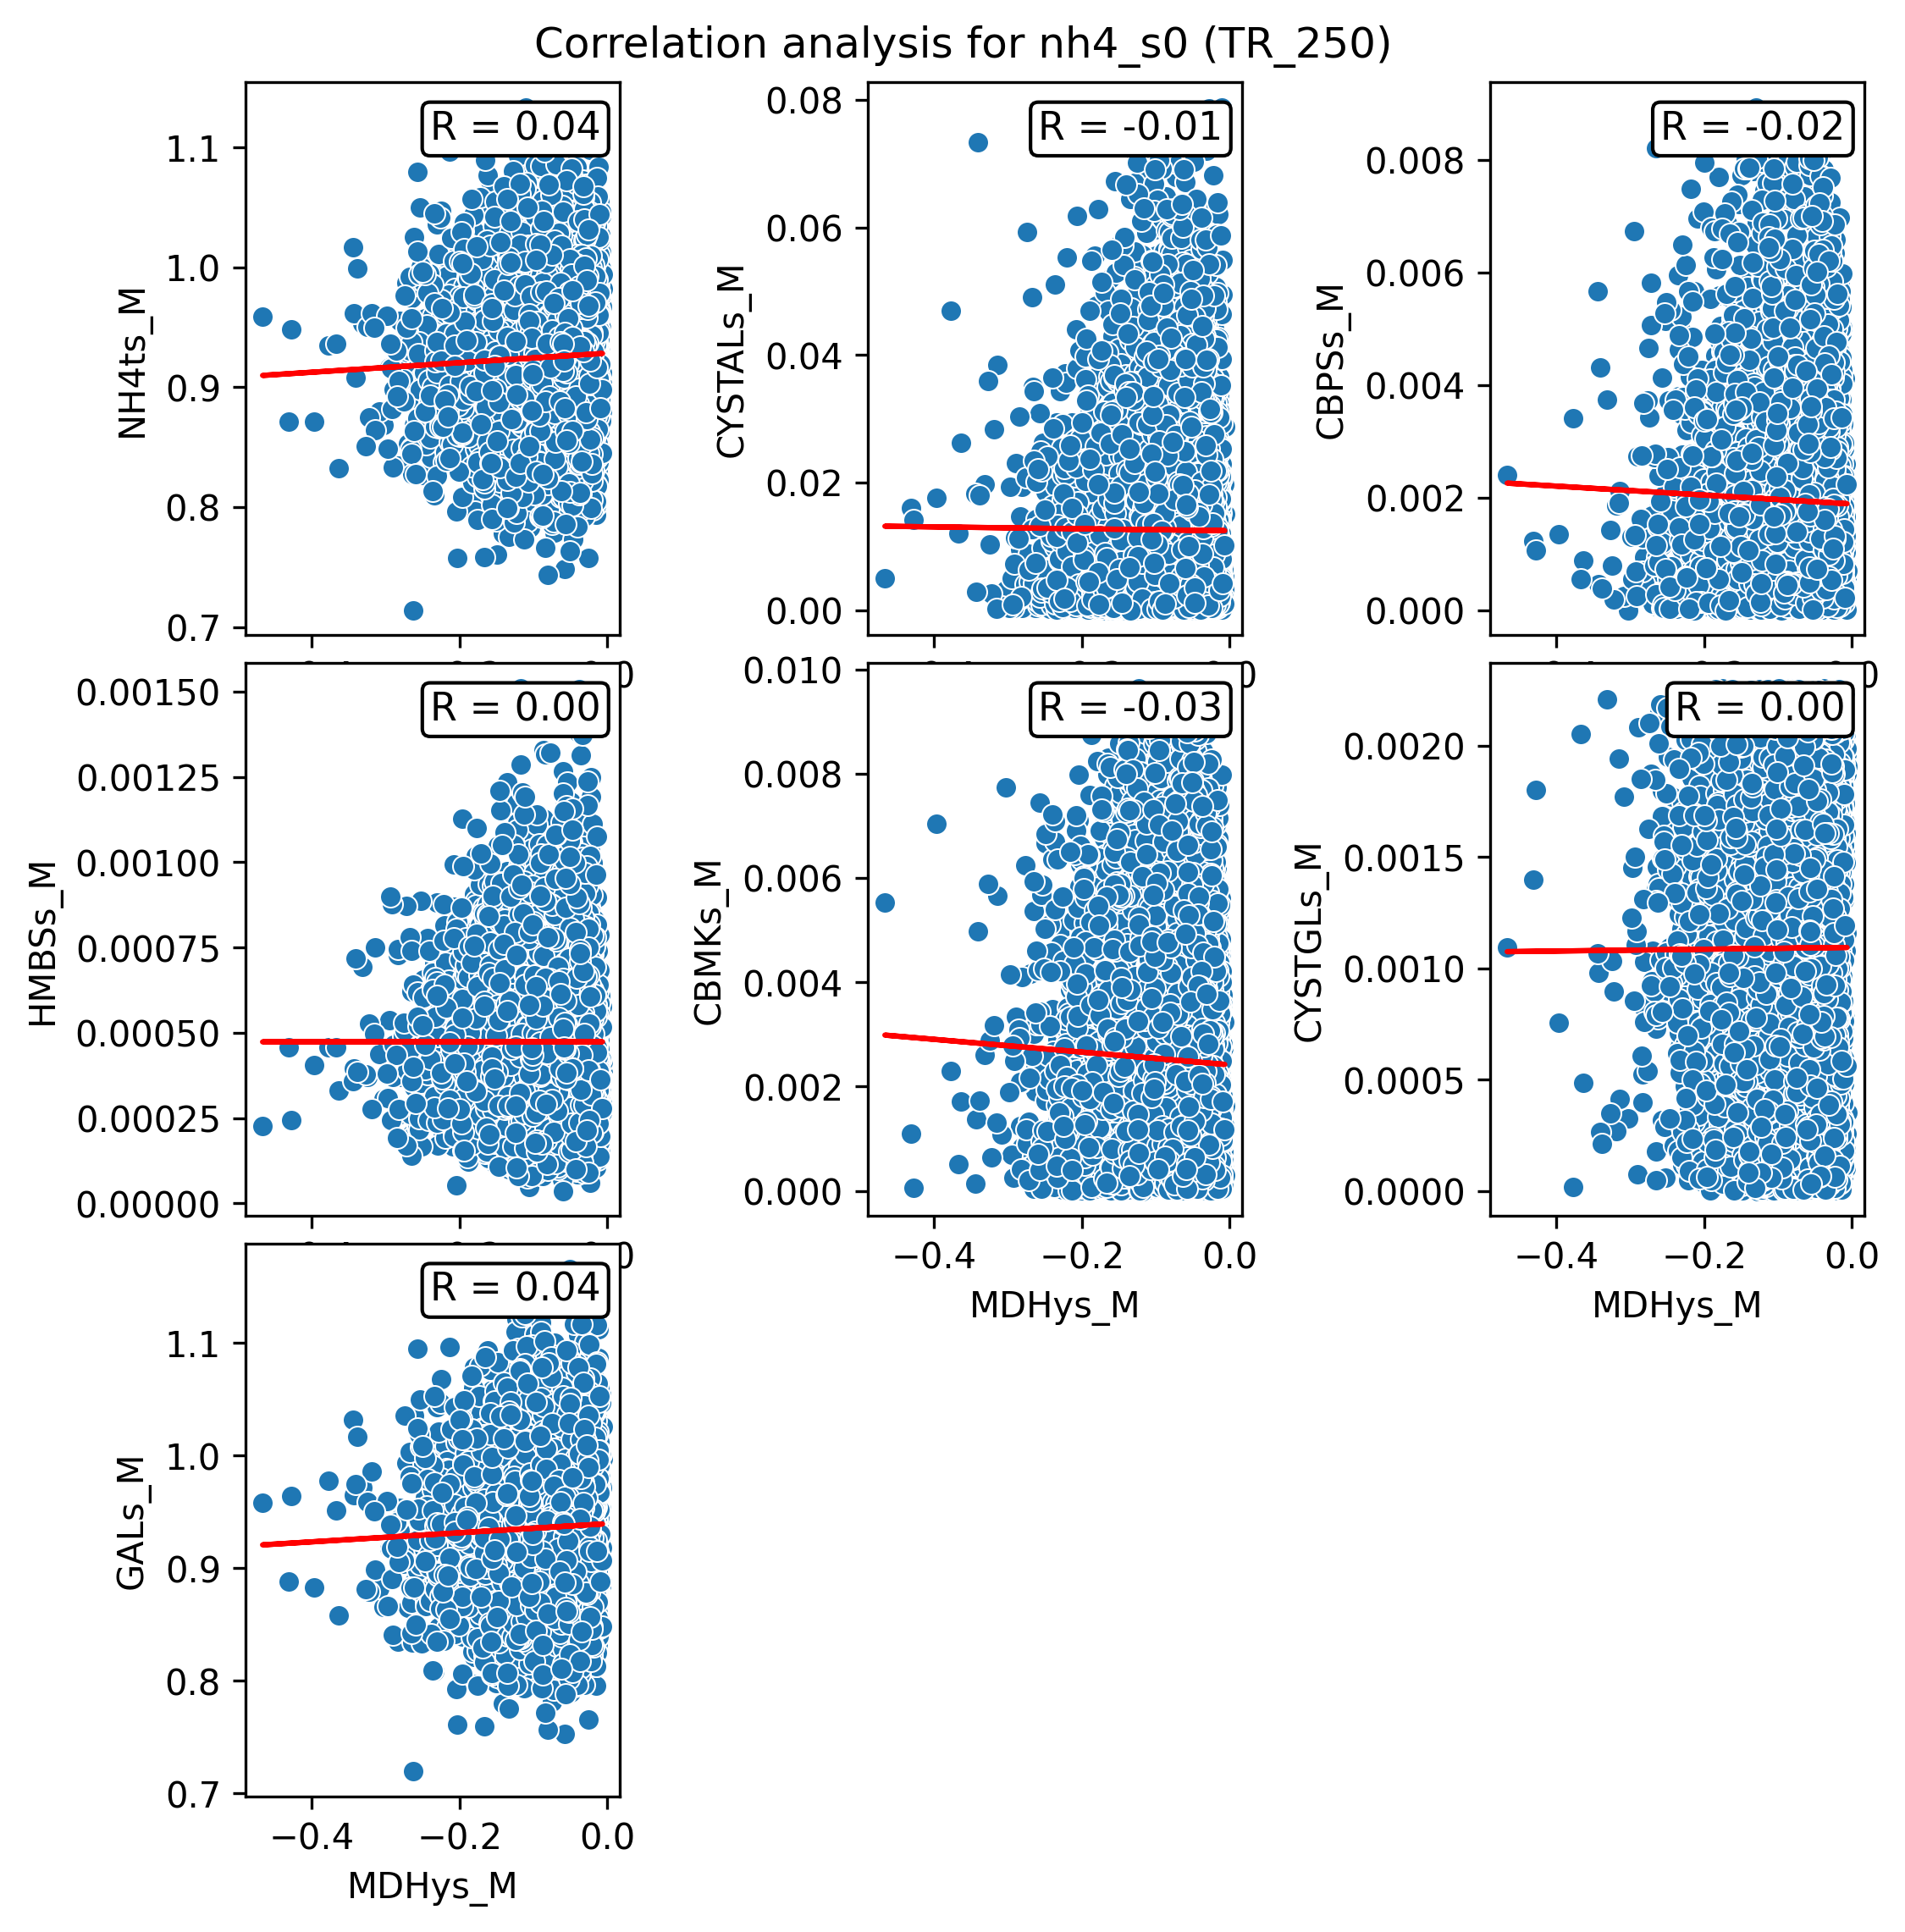 Correlation analysis for nh4_s0 (TR_250)
R = 0.04
1.1
1.0
0.9
0.8
0.7
NH4ts_M
R = -0.01
0.08
0.06
0.04
0.02
0.00
CYSTALs_M
R = -0.02
0.008
0.006
0.004
0.002
0.000
CBPSs_M
R = 0.00
0.00150
0.00125
0.00100
0.00075
0.00050
0.00025
0.00000
HMBSs_M
R = -0.03
0.010
0.008
0.006
0.004
0.002
0.000
CBMKs_M
−0.4 −0.2 0.0
MDHys_M
R = 0.00
0.0020
0.0015
0.0010
0.0005
0.0000
CYSTGLs_M
−0.4 −0.2 0.0
MDHys_M
R = 0.04
1.1
1.0
0.9
0.8
0.7
GALs_M
−0.4 −0.2 0.0
MDHys_M